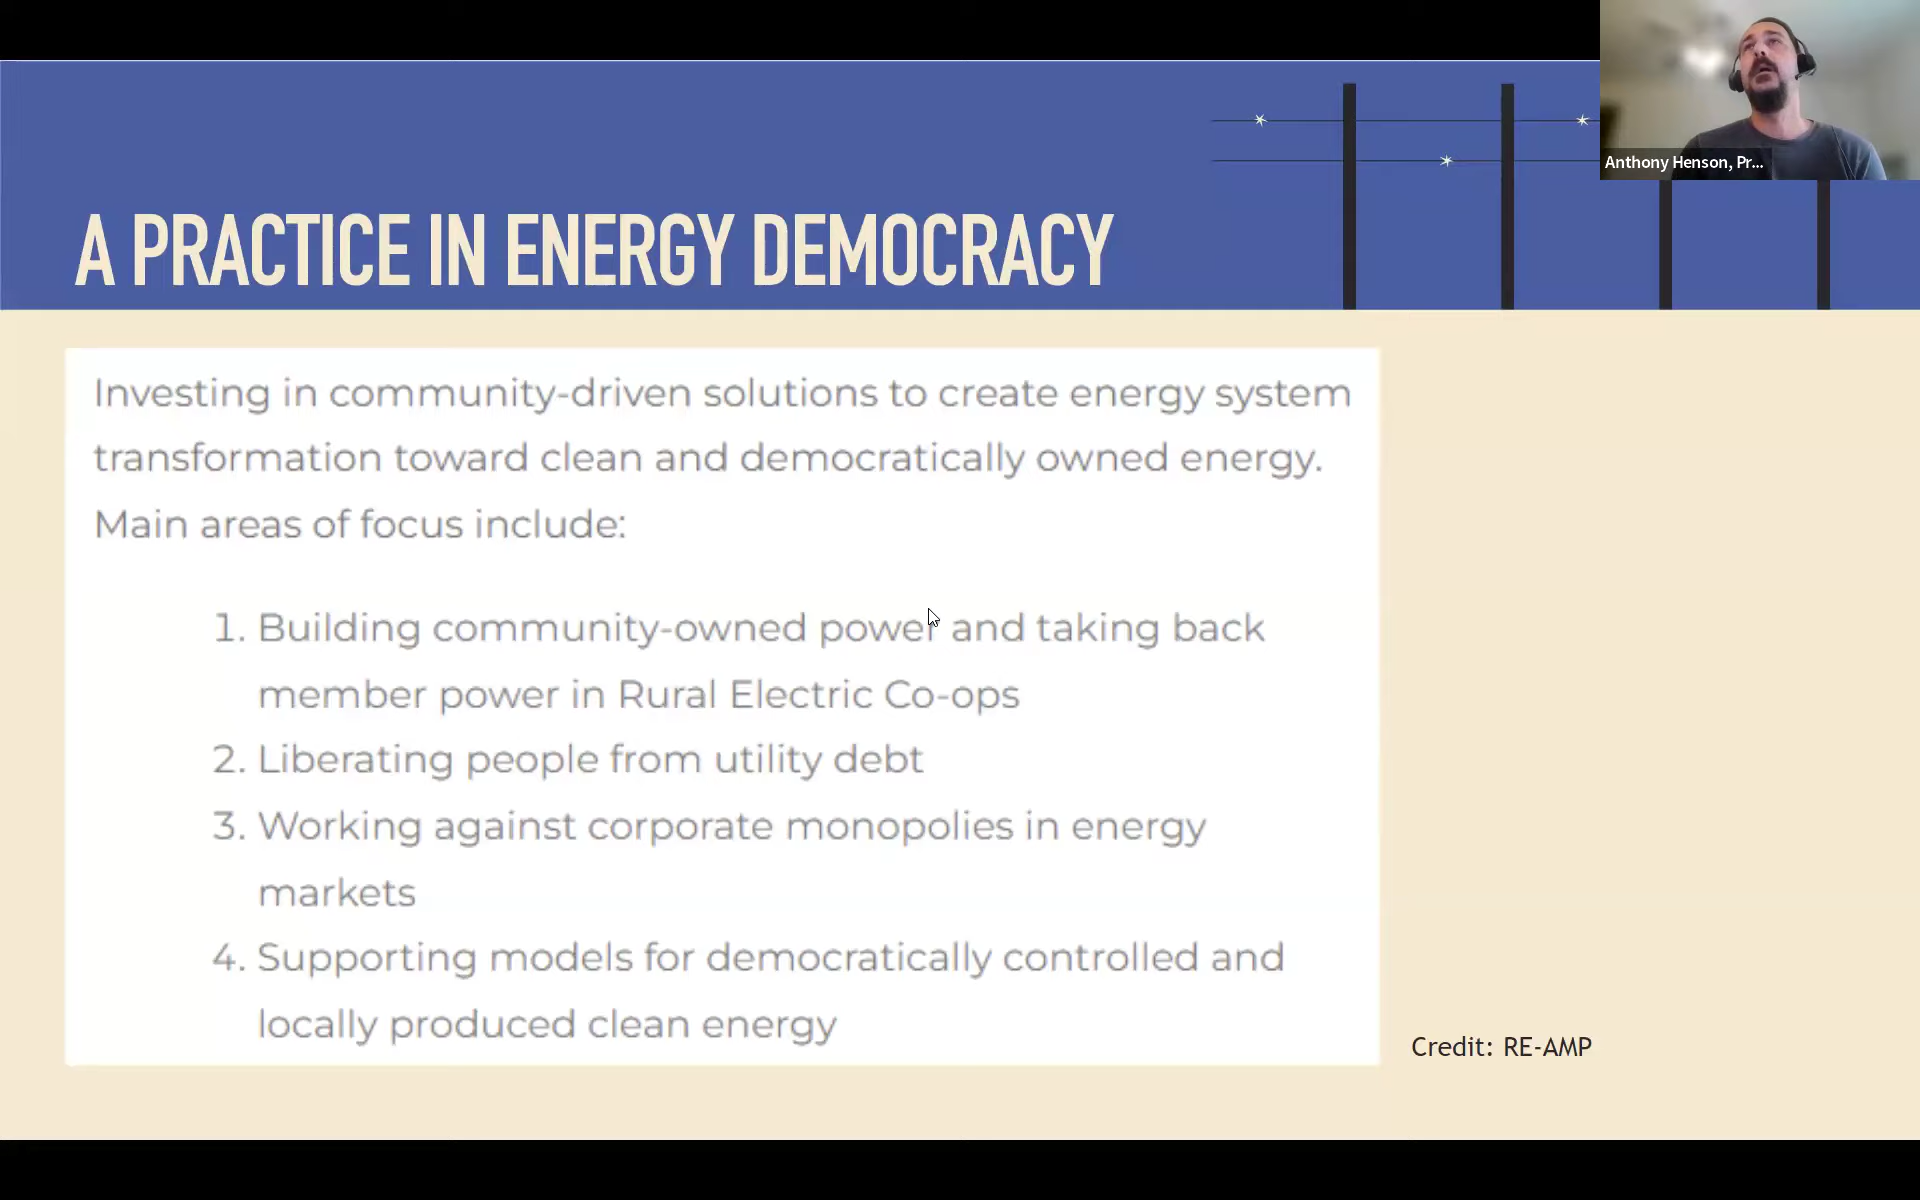 A PRACTICE IN ENERGY DEMOCRACY
Anthony Henson, Pr...
Investing in community-driven solutions to create energy system
transformation toward clean and democratically owned energy.
Main areas of focus include:
1. Building community-owned power and taking back
member power in Rural Electric Co-ops
2. Liberating people from utility debt
3. Working against corporate monopolies in energy
markets
4. Supporting models for democratically controlled and
locally produced clean energy
Credit: RE-AMP